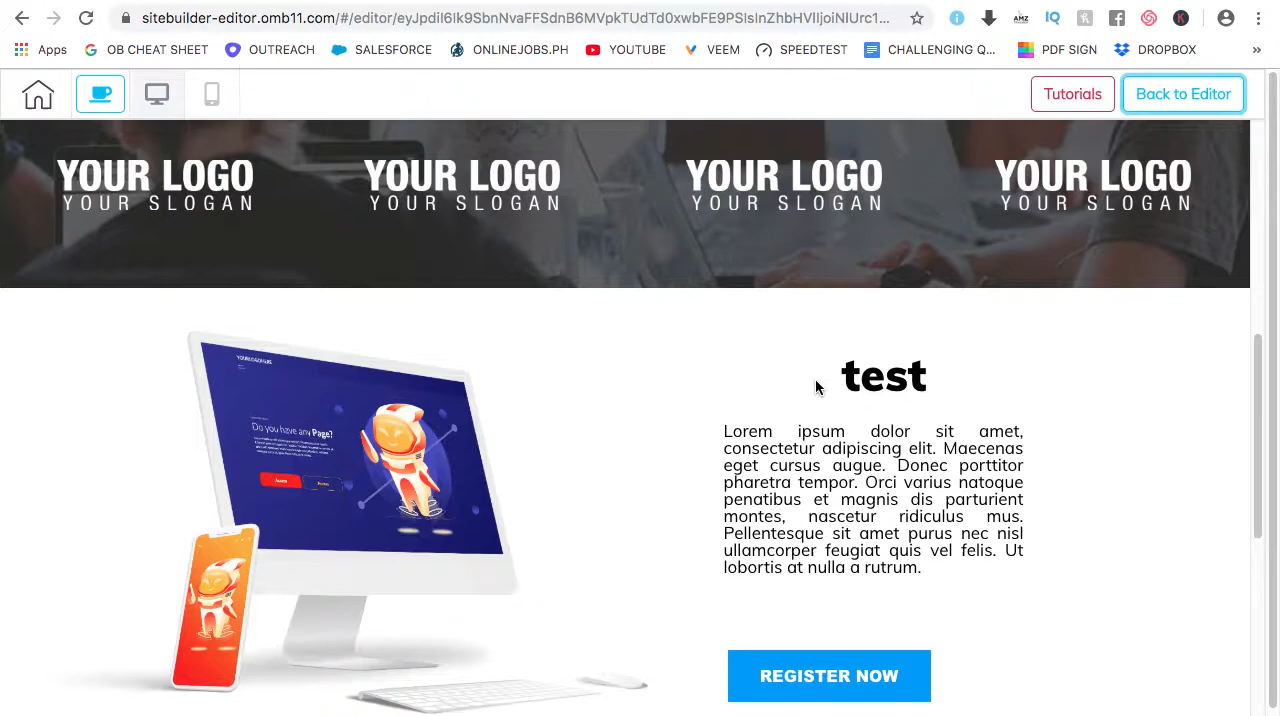 sitebuilder-editor.omb11.com/#/editor/eyJpdiI6Ik9SbnNvaFFSdnB6MVpkTUdTd0xwbFE9PSIsInZhbHVlIjoiNlUrc1...
Apps OB CHEAT SHEET OUTREACH SALESFORCE ONLINEJOBS.PH YOUTUBE VEEM SPEEDTEST CHALLENGING Q... PDF SIGN DROPBOX »
Tutorials Back to Editor
YOUR LOGO YOUR LOGO YOUR LOGO YOUR LOGO
YOUR SLOGAN YOUR SLOGAN YOUR SLOGAN YOUR SLOGAN
YOURLOGOHERE
Do you have any Page?
test
Lorem ipsum dolor sit amet,
consectetur adipiscing elit. Maecenas
eget cursus augue. Donec porttitor
pharetra tempor. Orci varius natoque
penatibus et magnis dis parturient
montes, nascetur ridiculus mus.
Pellentesque sit amet purus nec nisl
ullamcorper feugiat quis vel felis. Ut
lobortis at nulla a rutrum.
REGISTER NOW